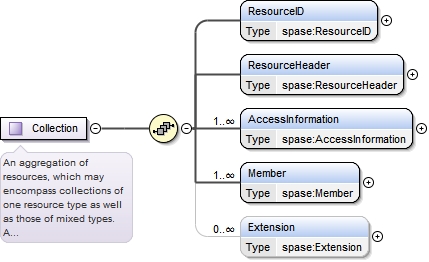 ResourceID
Type spase:ResourceID
ResourceHeader
Type spase:ResourceHeader
1..∞
AccessInformation
Type spase:AccessInformation
Collection
An aggregation of
resources, which may
encompass collections of
one resource type as well
as those of mixed types.
A...
1..∞
Member
Type spase:Member
0..∞
Extension
Type spase:Extension